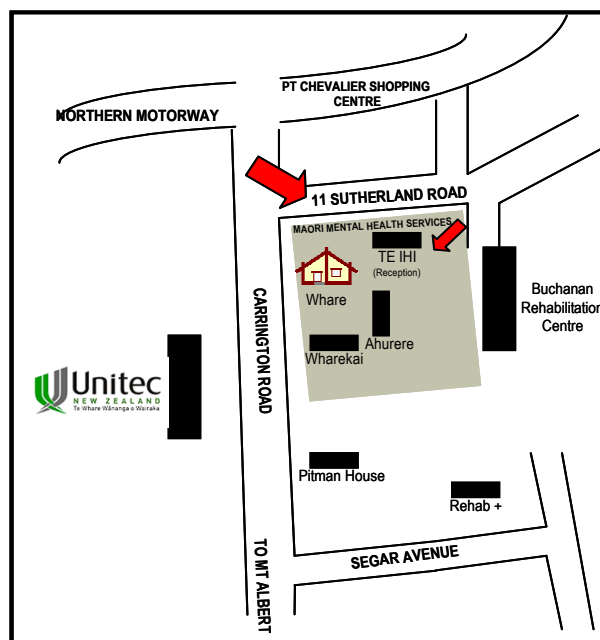 PT CHEVALIER SHOPPING
CENTRE
NORTHERN MOTORWAY
11 SUTHERLAND ROAD
MAORI MENTAL HEALTH SERVICES
TE IHI
(Reception)
Whare
Ahurere
Wharekai
Buchanan
Rehabilitation
Centre
CARRINGTON ROAD
Unitec
NEW ZEALAND
Te Whare Wānanga o Wairaka
Pitman House
Rehab +
SEGAR AVENUE
TO MT ALBERT